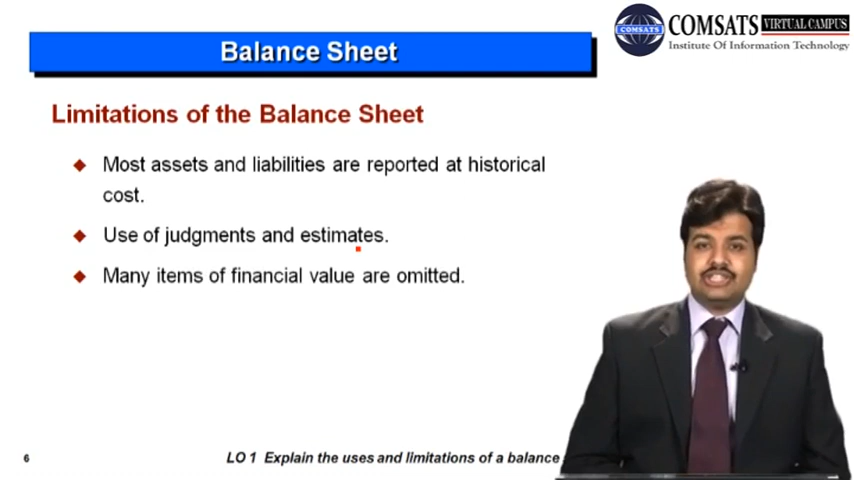 COMSATS VIRTUAL CAMPUS
COMSATS
Institute Of Information Technology
Balance Sheet
Limitations of the Balance Sheet
Most assets and liabilities are reported at historical
cost.
Use of judgments and estimates.
Many items of financial value are omitted.
6
LO 1 Explain the uses and limitations of a balance